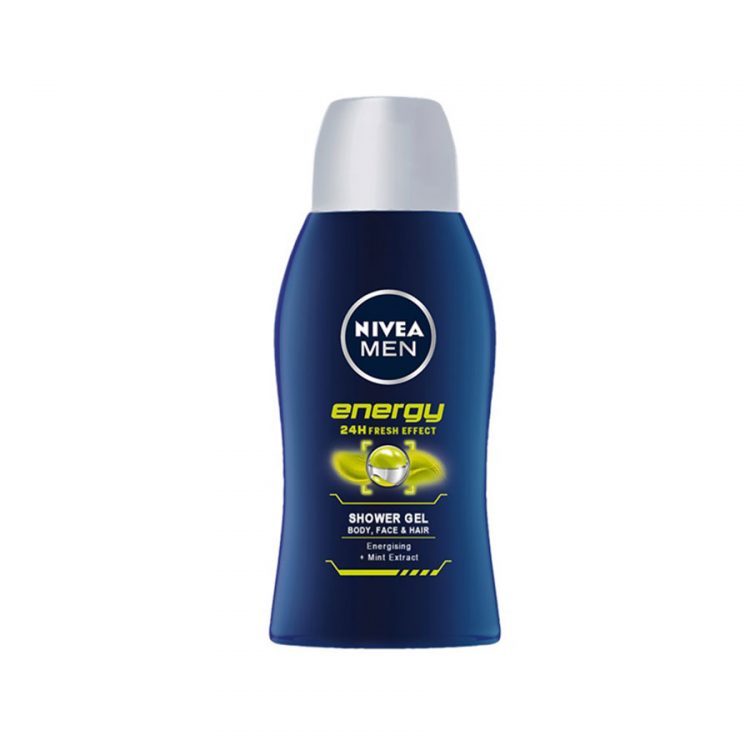 NIVEA
MEN
energy
24H FRESH EFFECT
SHOWER GEL
BODY, FACE & HAIR
Energising
+ Mint Extract